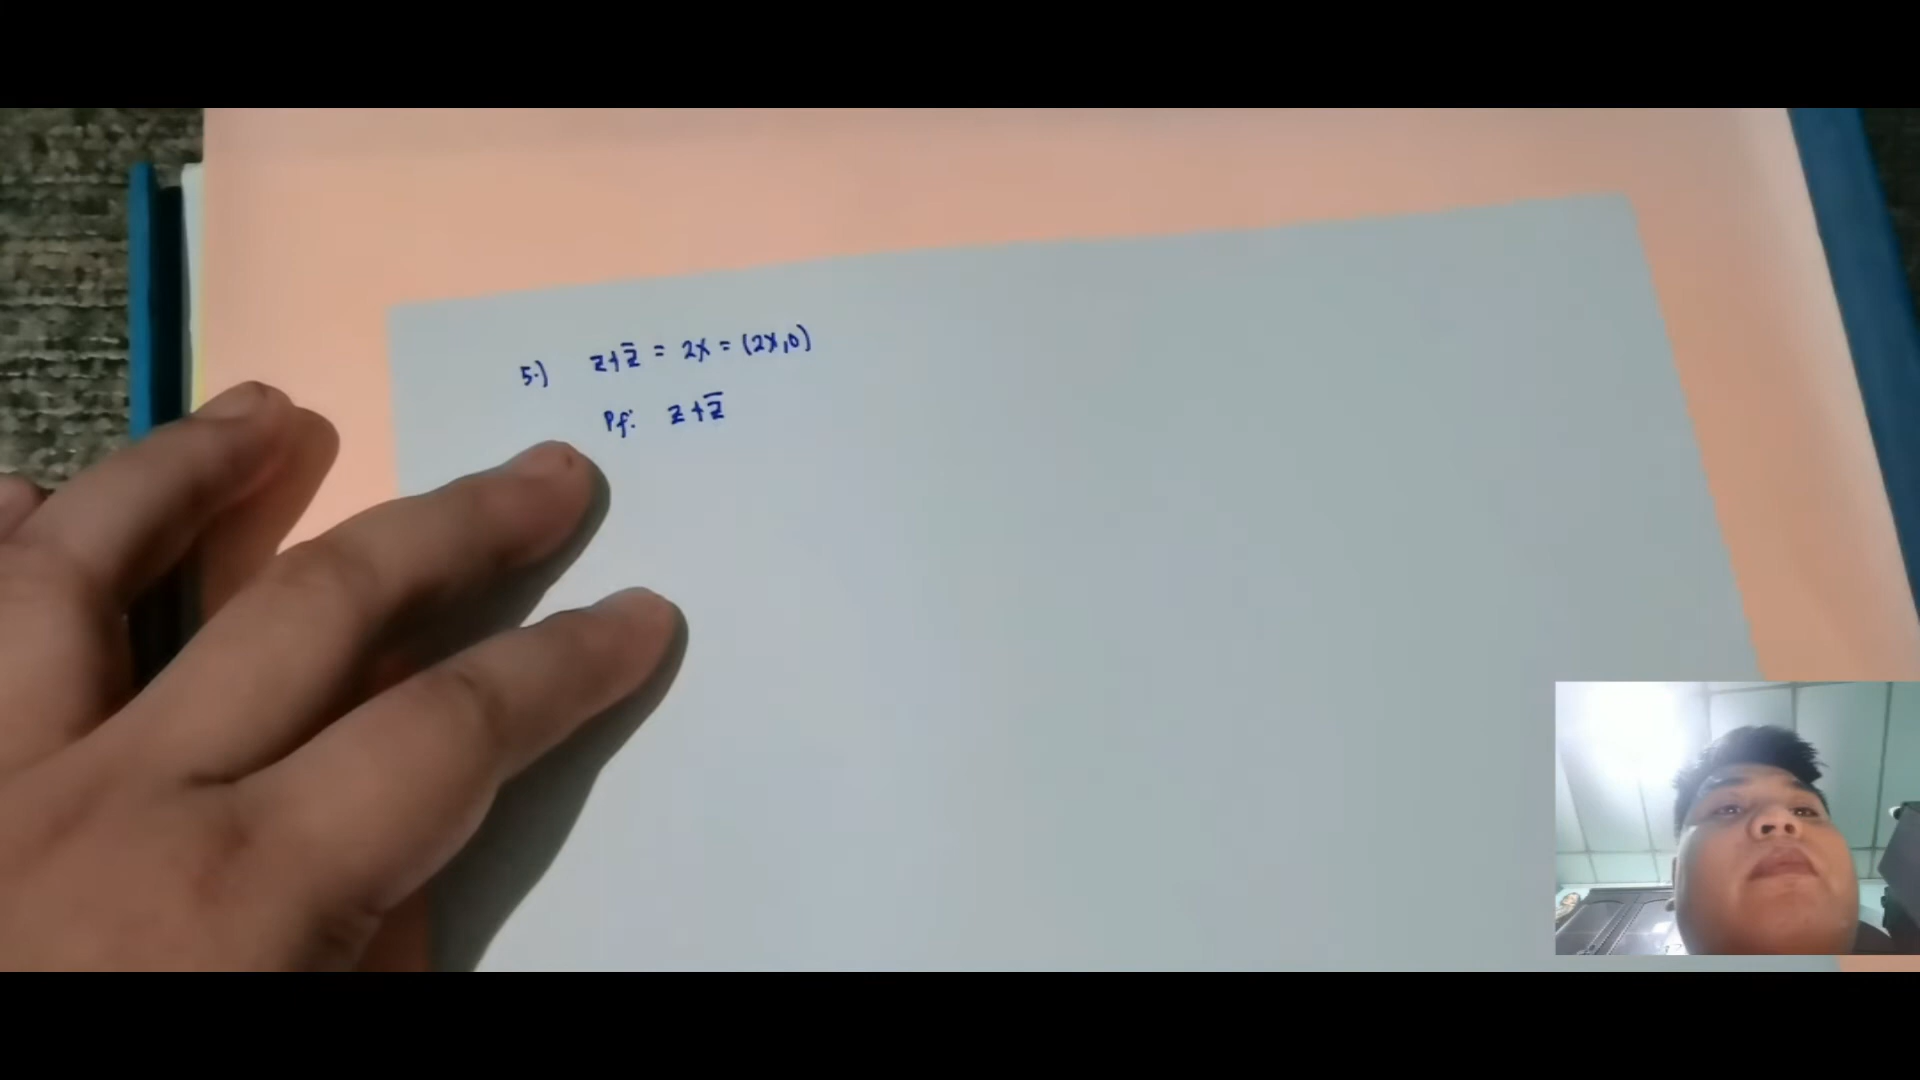 5.) z+z̄ = 2x = (2x,0)
Pf: z+z̄